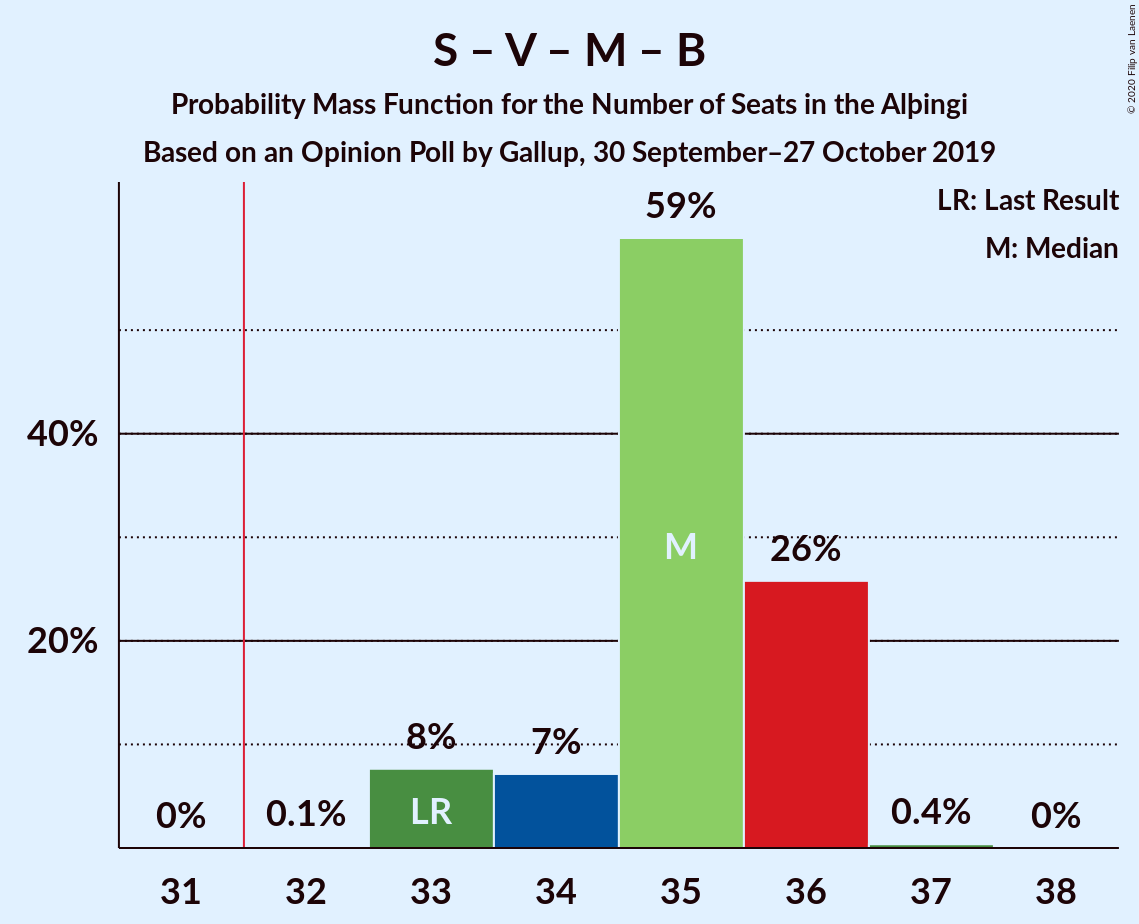 S – V – M – B
Probability Mass Function for the Number of Seats in the Alþingi
Based on an Opinion Poll by Gallup, 30 September–27 October 2019
© 2020 Filip van Laenen
LR: Last Result
M: Median
59%
40%
M
26%
20%
8%
7%
0%
0.1%
LR
0.4%
0%
31
32
33
34
35
36
37
38